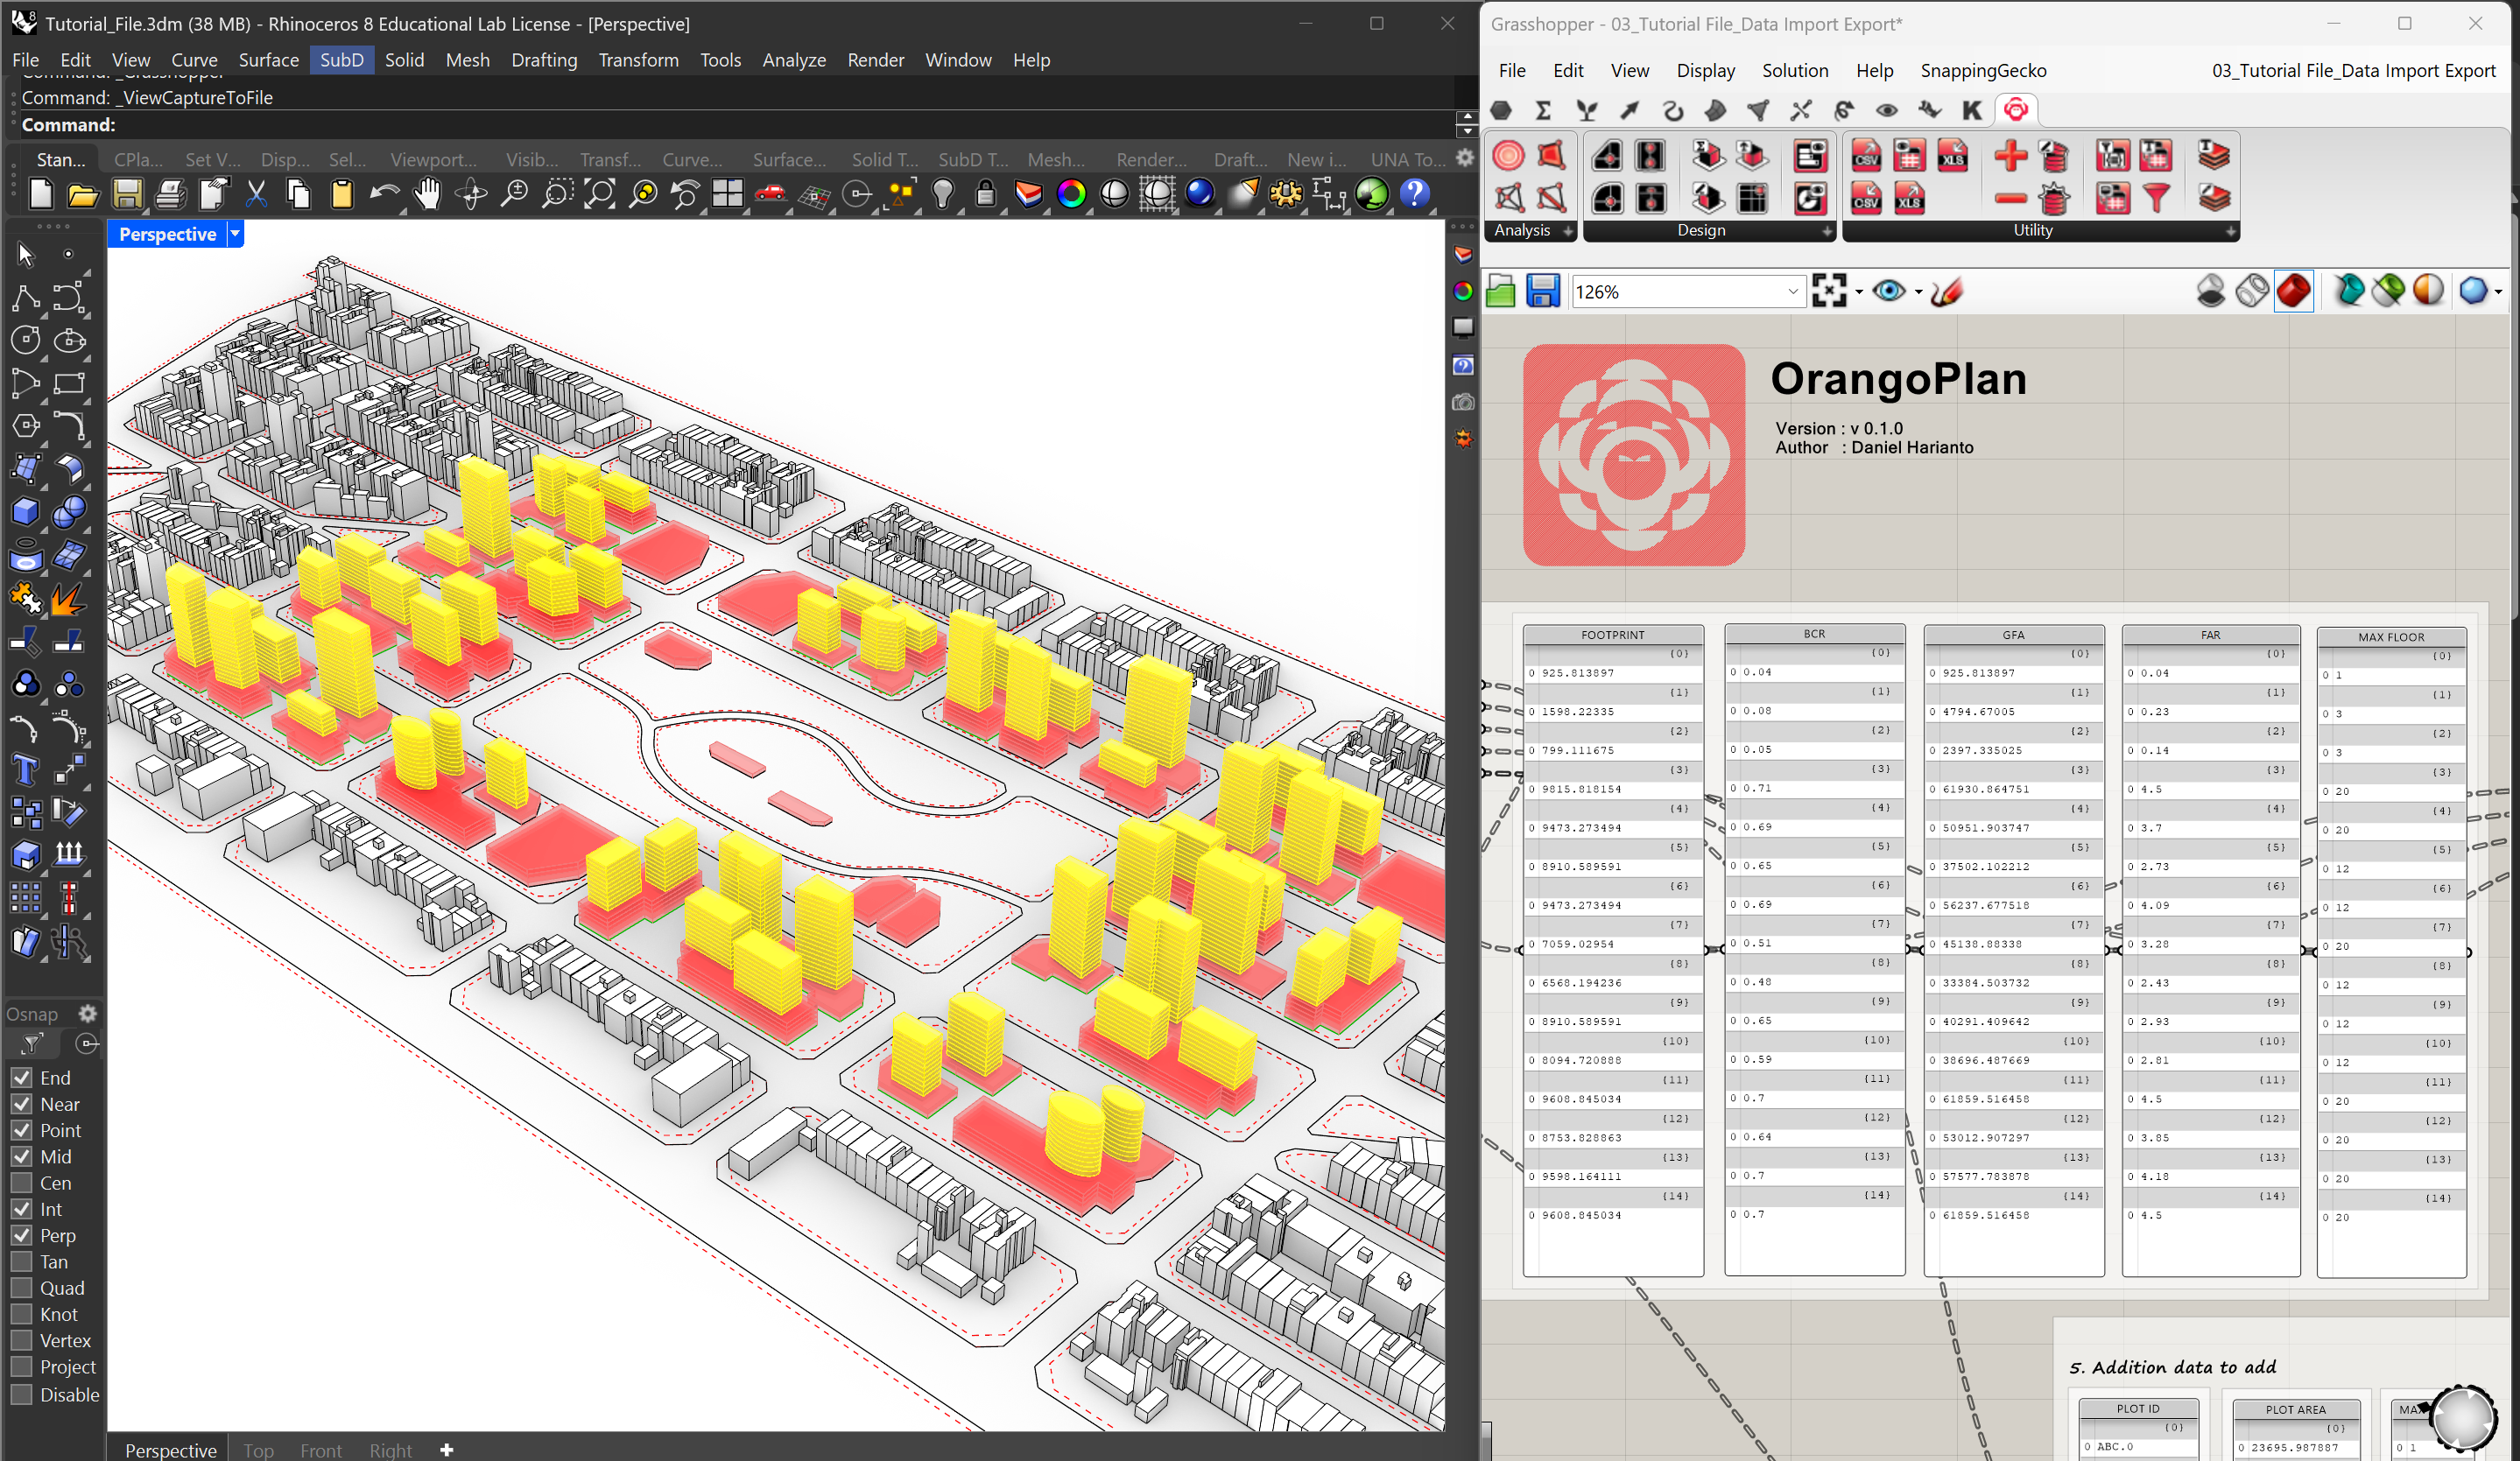 Tutorial_File.3dm (38 MB) - Rhinoceros 8 Educational Lab License - [Perspective]
File Edit View Curve Surface SubD Solid Mesh Drafting Transform Tools Analyze Render Window Help
Command: _Grasshopper
Command: _ViewCaptureToFile
Command:
Stan... CPla... Set V... Disp... Sel... Viewport... Visib... Transf... Curve... Surface... Solid T... SubD T... Mesh... Render... Draft... New i... UNA To...
Perspective
Osnap
End
Near
Point
Mid
Cen
Int
Perp
Tan
Quad
Knot
Vertex
Project
Disable
Perspective Top Front Right
Grasshopper - 03_Tutorial File_Data Import Export*
File Edit View Display Solution Help SnappingGecko 03_Tutorial File_Data Import Export
CSV XLS
CSV XLS
Analysis Design Utility
126%
OrangoPlan
Version : v 0.1.0
Author : Daniel Harianto
FOOTPRINT BCR GFA FAR MAX FLOOR
{0} {0} {0} {0} {0}
0 925.813897 0 0.04 0 925.813897 0 0.04 0 1
{1} {1} {1} {1} {1}
0 1598.22335 0 0.08 0 4794.67005 0 0.23 0 3
{2} {2} {2} {2} {2}
0 799.111675 0 0.05 0 2397.335025 0 0.14 0 3
{3} {3} {3} {3} {3}
0 9815.818154 0 0.71 0 61930.864751 0 4.5 0 20
{4} {4} {4} {4} {4}
0 9473.273494 0 0.69 0 50951.903747 0 3.7 0 20
{5} {5} {5} {5} {5}
0 8910.589591 0 0.65 0 37502.102212 0 2.73 0 12
{6} {6} {6} {6} {6}
0 9473.273494 0 0.69 0 56237.677518 0 4.09 0 12
{7} {7} {7} {7} {7}
0 7059.02954 0 0.51 0 45138.88338 0 3.28 0 20
{8} {8} {8} {8} {8}
0 6568.194236 0 0.48 0 33384.503732 0 2.43 0 12
{9} {9} {9} {9} {9}
0 8910.589591 0 0.65 0 40291.409642 0 2.93 0 12
{10} {10} {10} {10} {10}
0 8094.720888 0 0.59 0 38696.487669 0 2.81 0 12
{11} {11} {11} {11} {11}
0 9608.845034 0 0.7 0 61859.516458 0 4.5 0 20
{12} {12} {12} {12} {12}
0 8753.828863 0 0.64 0 53012.907297 0 3.85 0 20
{13} {13} {13} {13} {13}
0 9598.164111 0 0.7 0 57577.783878 0 4.18 0 20
{14} {14} {14} {14} {14}
0 9608.845034 0 0.7 0 61859.516458 0 4.5 0 20
5. Addition data to add
PLOT ID PLOT AREA
{0} {0}
0 ABC.0 0 23695.987887 0 1